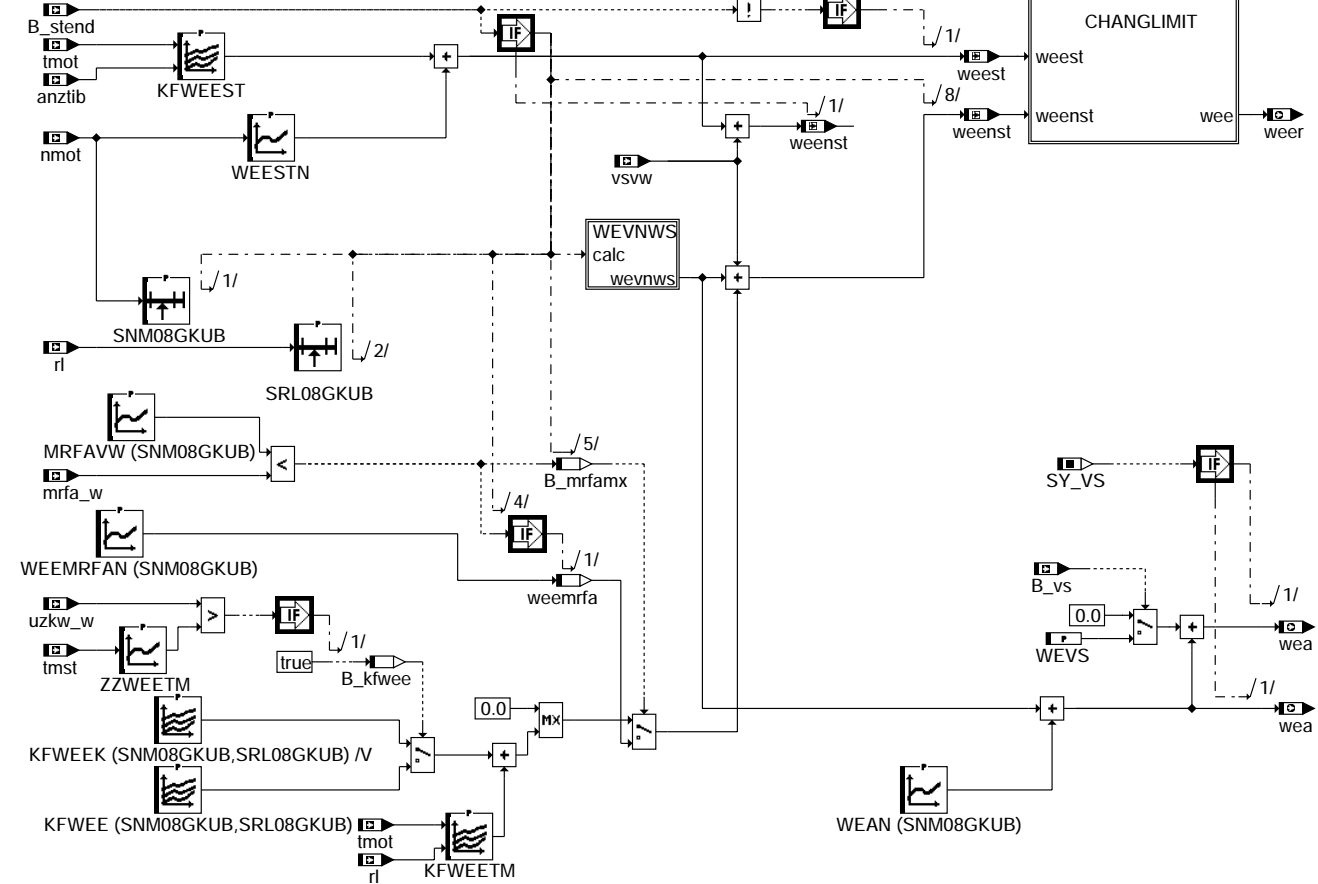 B_stend
IF
!
IF
CHANGLIMIT
tmot
anztib
KFWEEST
P
/1/
weest
weest
/8/
/1/
weenst
weenst
weenst
wee
weer
nmot
P
WEESTN
vsvw
WEVNWS
calc
wevnws
/1/
P
SNM08GKUB
rl
P
SRL08GKUB
/2/
P
MRFAVW (SNM08GKUB)
<
mrfa_w
/5/
B_mrfamx
SY_VS
IF
P
WEEMRFAN (SNM08GKUB)
/4/
IF
/1/
weemrfa
B_vs
0.0
P
WEVS
/1/
wea
uzkw_w
>
IF
/1/
tmst
P
ZZWEETM
true
B_kfwee
/1/
wea
P
KFWEEK (SNM08GKUB,SRL08GKUB) /V
0.0
MX
P
KFWEE (SNM08GKUB,SRL08GKUB)
tmot
rl
P
KFWEETM
P
WEAN (SNM08GKUB)